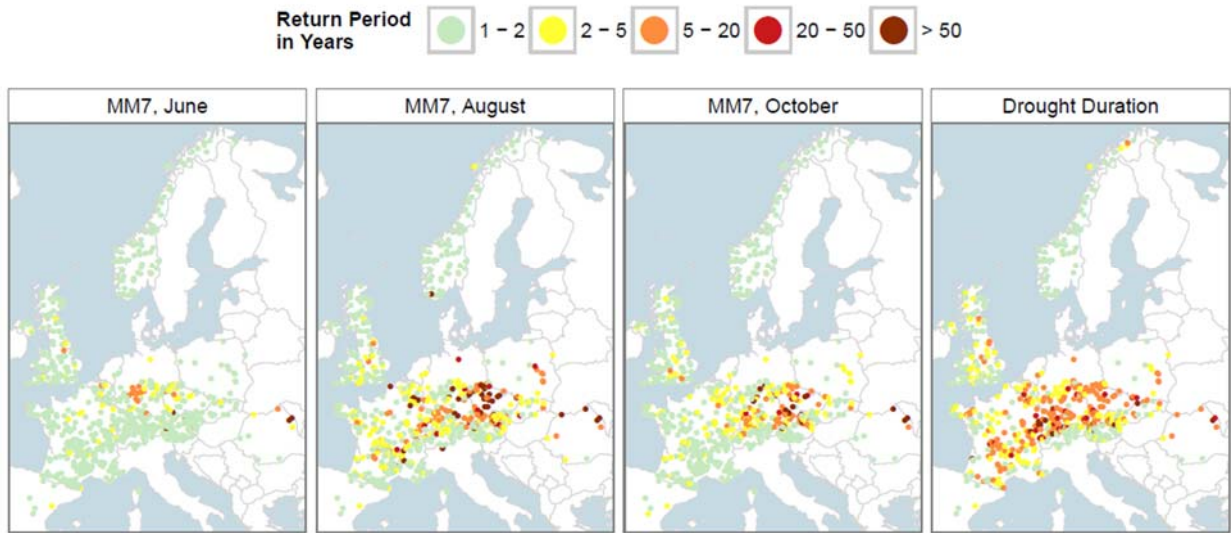 Return Period
in Years
1 – 2
2 – 5
5 – 20
20 – 50
> 50
MM7, June
MM7, August
MM7, October
Drought Duration